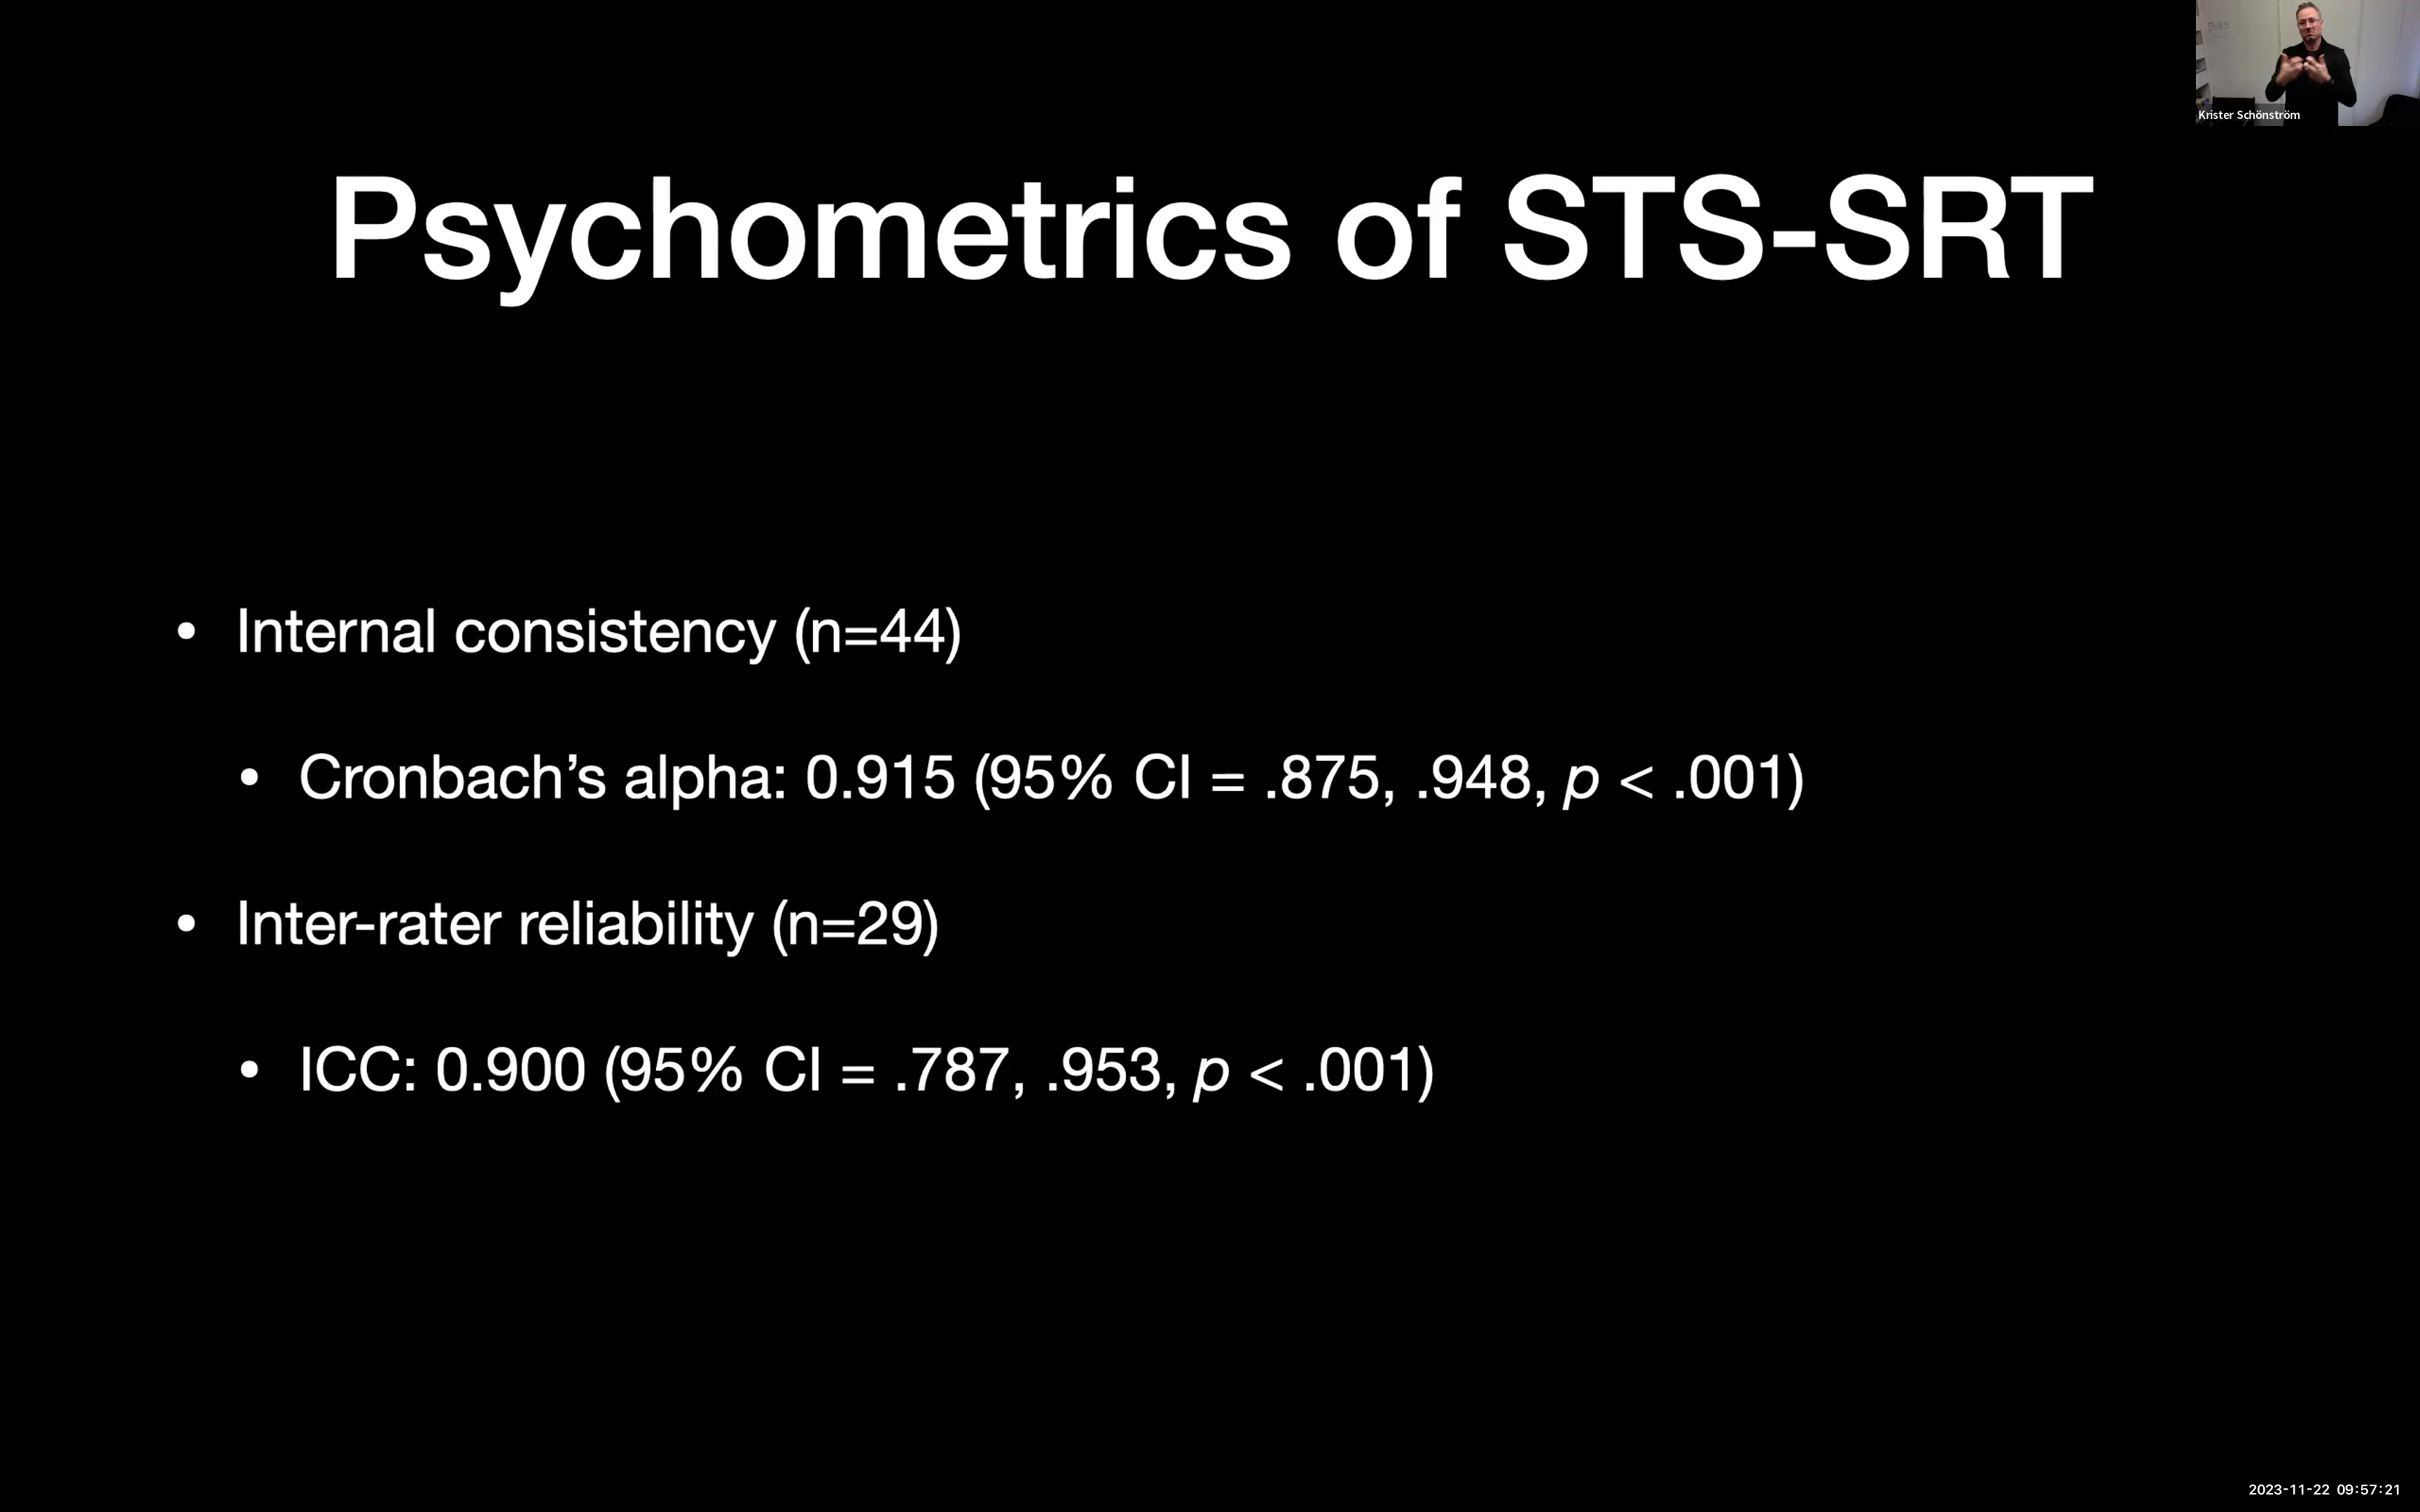 Krister Schönström
Psychometrics of STS-SRT
• Internal consistency (n=44)
• Cronbach’s alpha: 0.915 (95% CI = .875, .948, p < .001)
• Inter-rater reliability (n=29)
• ICC: 0.900 (95% CI = .787, .953, p < .001)
2023-11-22 09:57:21